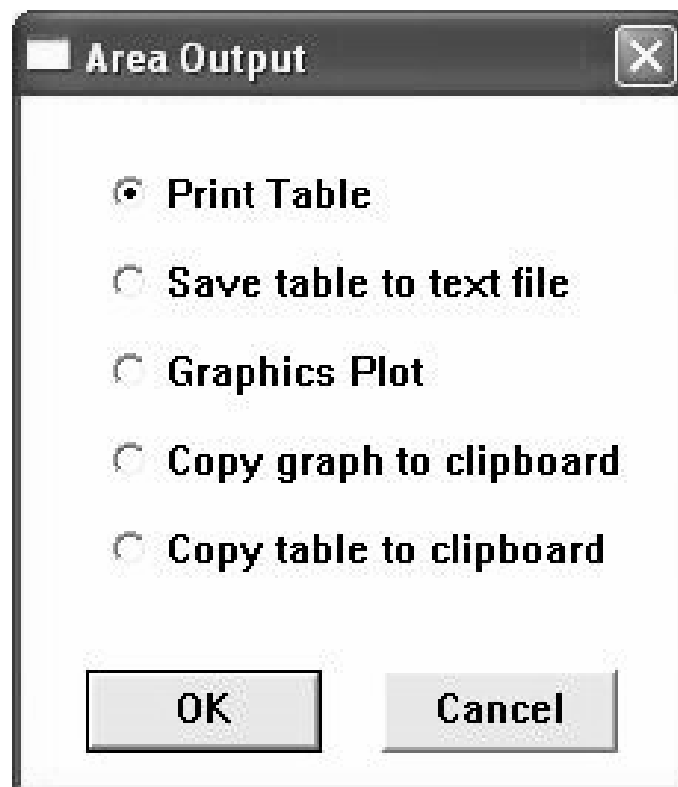 Area Output
Print Table
Save table to text file
Graphics Plot
Copy graph to clipboard
Copy table to clipboard
OK Cancel